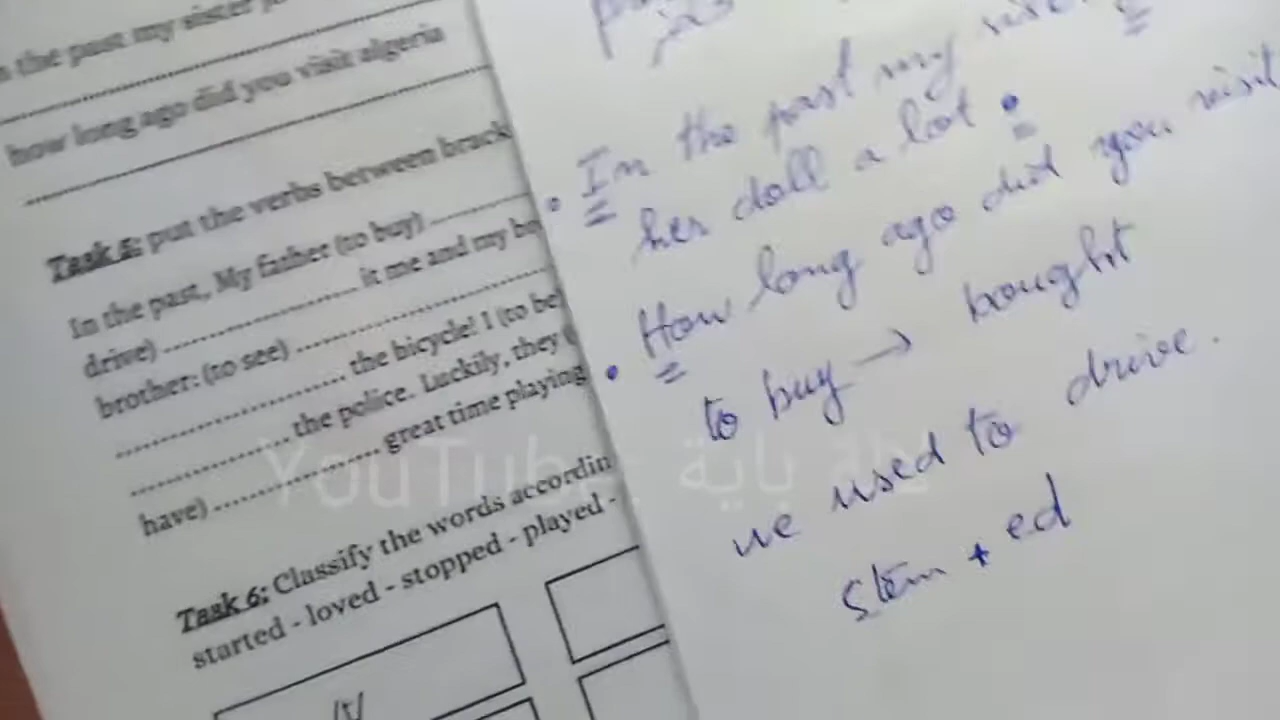 the past my sister
how long ago did you visit algeria
Task 5: put the verbs between
In the past, My father (to buy) ....................
drive) .................... it me and my
brother: (to see) ....................
.................... the bicycle! I (to be)
.................... the police. Luckily, they (
have) .................... great time playing
Task 6: Classify the words
started - loved - stopped - played -
/t/
In the past my
her doll a lot .
How long ago did you visit
to buy → bought
we used to drive.
stem + ed
YouTube: باية